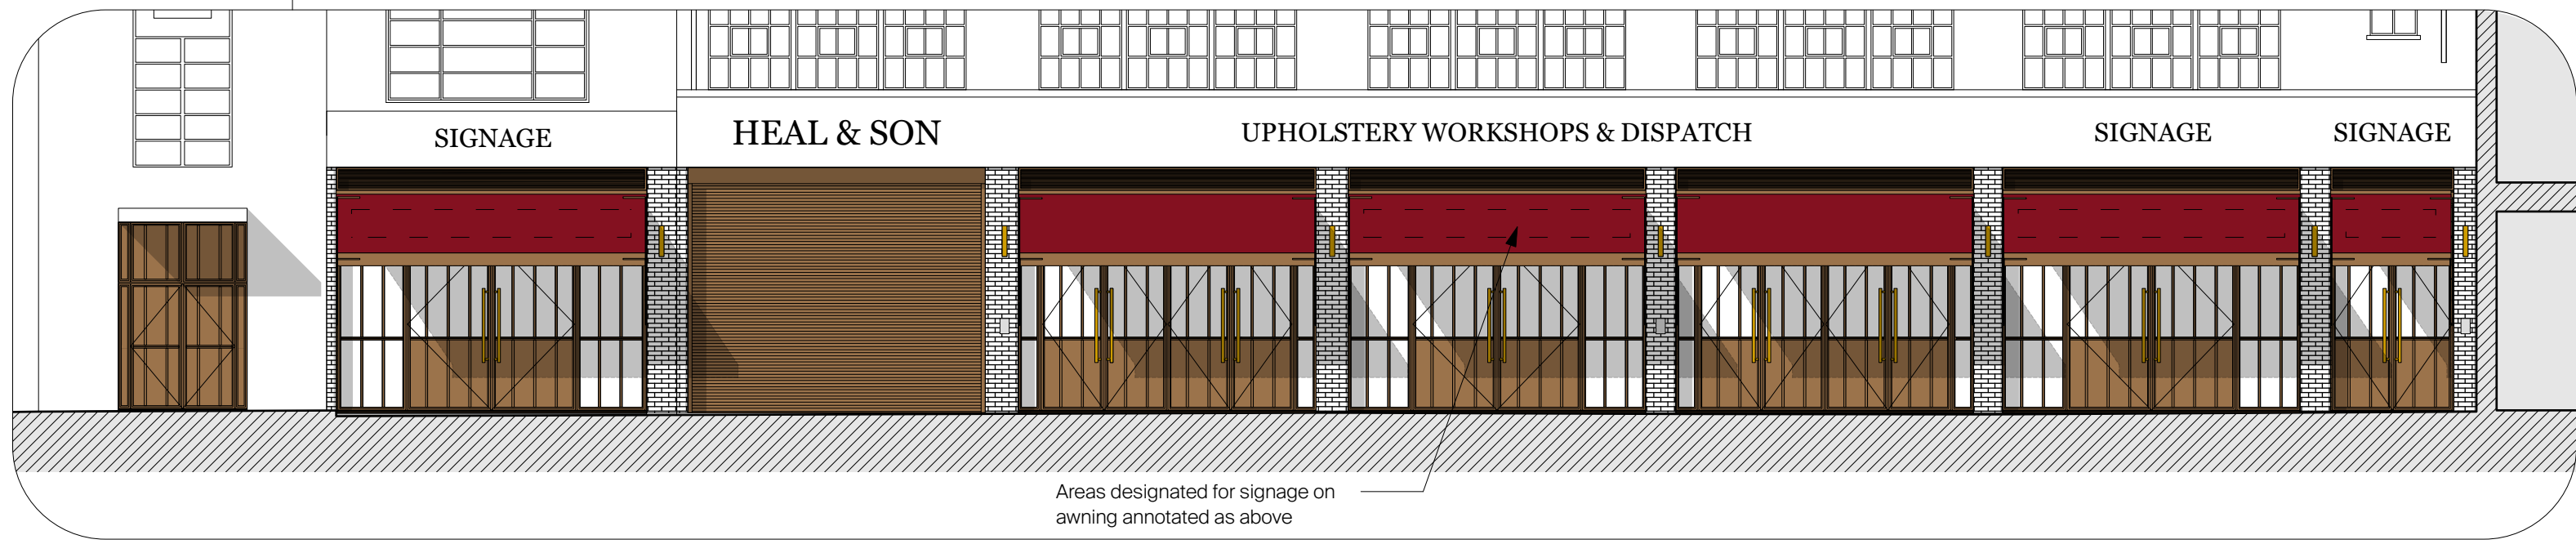 SIGNAGE
HEAL & SON
UPHOLSTERY WORKSHOPS & DISPATCH
SIGNAGE
SIGNAGE
Areas designated for signage on
awning annotated as above